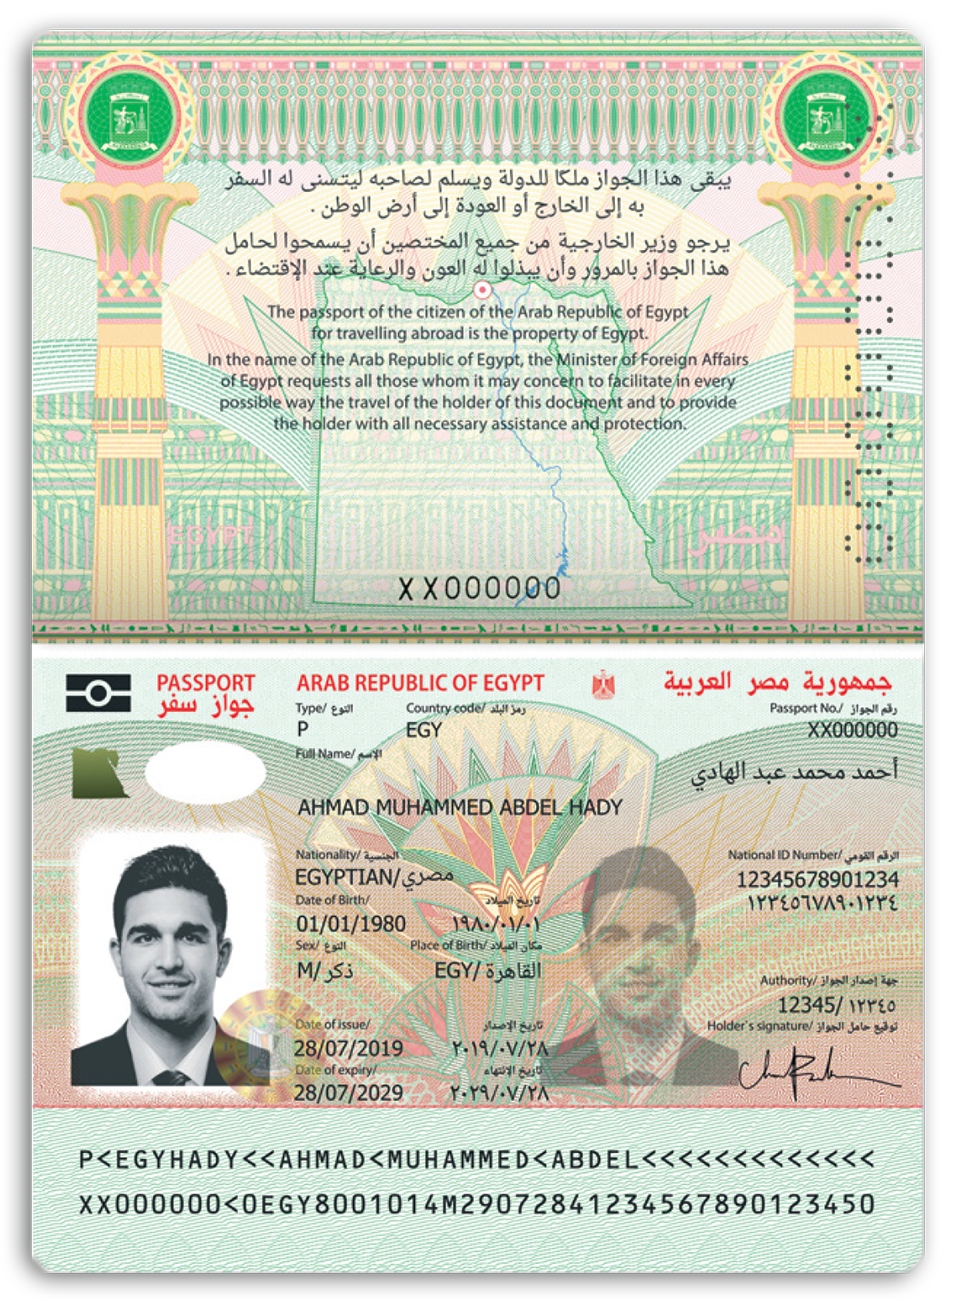 يبقى هذا الجواز ملكًا للدولة ويسلم لصاحبه ليتسنى له السفر
به إلى الخارج أو العودة إلى أرض الوطن .
يرجو وزير الخارجية من جميع المختصين أن يسمحوا لحامل
هذا الجواز بالمرور وأن يبذلوا له العون والرعاية عند الإقتضاء .
The passport of the citizen of the Arab Republic of Egypt
for travelling abroad is the property of Egypt.
In the name of the Arab Republic of Egypt, the Minister of Foreign Affairs
of Egypt requests all those whom it may concern to facilitate in every
possible way the travel of the holder of this document and to provide
the holder with all necessary assistance and protection.
EGYPT مصر
XX000000
PASSPORT ARAB REPUBLIC OF EGYPT جمهورية مصر العربية
جواز سفر
Type/ النوع Country code/ رمز البلد Passport No./ رقم الجواز
P EGY XX000000
Full Name/ الإسم
أحمد محمد عبد الهادي
AHMAD MUHAMMED ABDEL HADY
Nationality/ الجنسية National ID Number/ الرقم القومي
EGYPTIAN/مصري 12345678901234
Date of Birth/ تاريخ الميلاد ١٢٣٤٥٦٧٨٩٠١٢٣٤
01/01/1980 ١٩٨٠/٠١/٠١
Sex/ النوع Place of Birth/ مكان الميلاد
M/ ذكر EGY/ القاهرة Authority/ جهة إصدار الجواز
12345/ ١٢٣٤٥
Date of issue/ تاريخ الإصدار Holder's signature/ توقيع حامل الجواز
28/07/2019 ٢٠١٩/٠٧/٢٨
Date of expiry/ تاريخ الإنتهاء
28/07/2029 ٢٠٢٩/٠٧/٢٨
P<EGYHADY<<AHMAD<MUHAMMED<ABDEL<<<<<<<<<<<<<
XX000000<0EGY8001014M29072841234567890123450